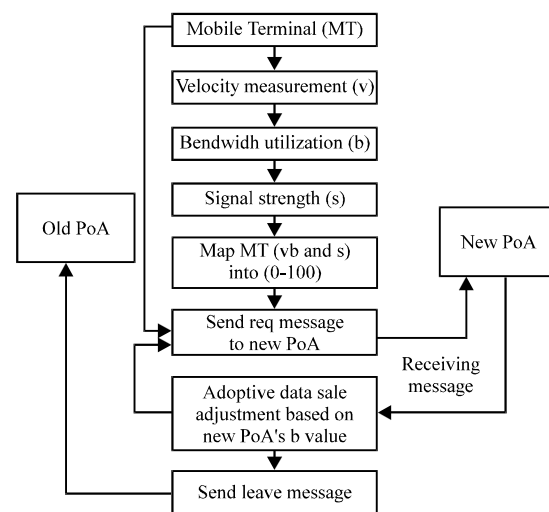 Mobile Terminal (MT)
Velocity measurement (v)
Bendwidh utilization (b)
Signal strength (s)
Old PoA
New PoA
Map MT (vb and s)
into (0-100)
Send req message
to new PoA
Receiving
message
Adoptive data sale
adjustment based on
new PoA's b value
Send leave message